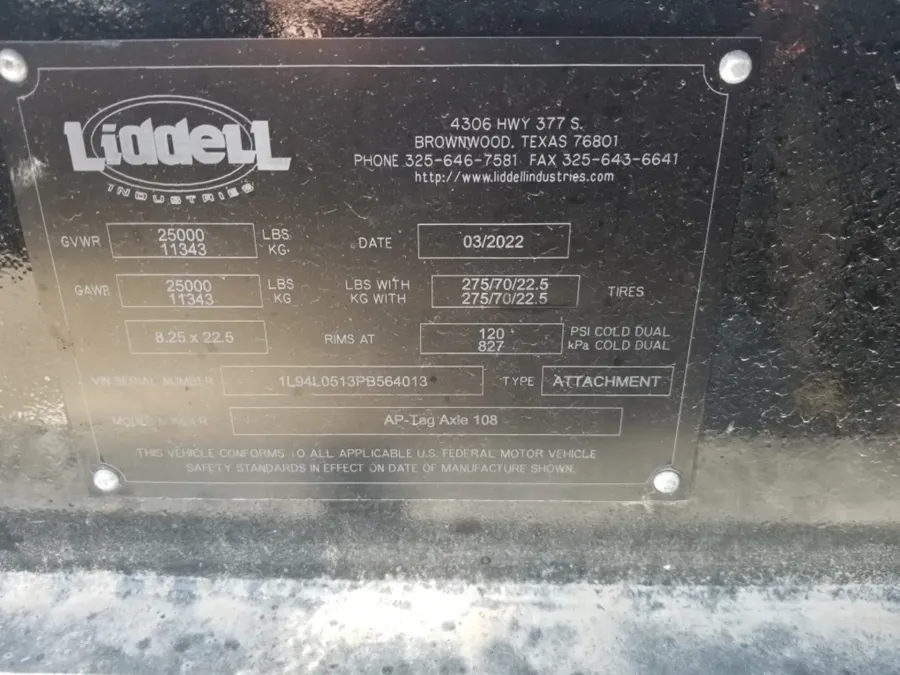 LiddelL
INDUSTRIES
4306 HWY 377 S.
BROWNWOOD, TEXAS 76801
PHONE 325-646-7581 FAX 325-643-6641
http://www.liddellindustries.com
GVWR 25000 LBS. DATE 03/2022
11343 KG.
GAWR 25000 LBS LBS WITH 275/70/22.5 TIRES
11343 KG KG WITH 275/70/22.5
8.25 x 22.5 RIMS AT 120 PSI COLD DUAL
827 kPa COLD DUAL
VIN SERIAL NUMBER 1L94L0513PB564013 TYPE ATTACHMENT
MODEL NUMBER AP-Tag Axle 108
THIS VEHICLE CONFORMS TO ALL APPLICABLE U.S. FEDERAL MOTOR VEHICLE
SAFETY STANDARDS IN EFFECT ON DATE OF MANUFACTURE SHOWN.